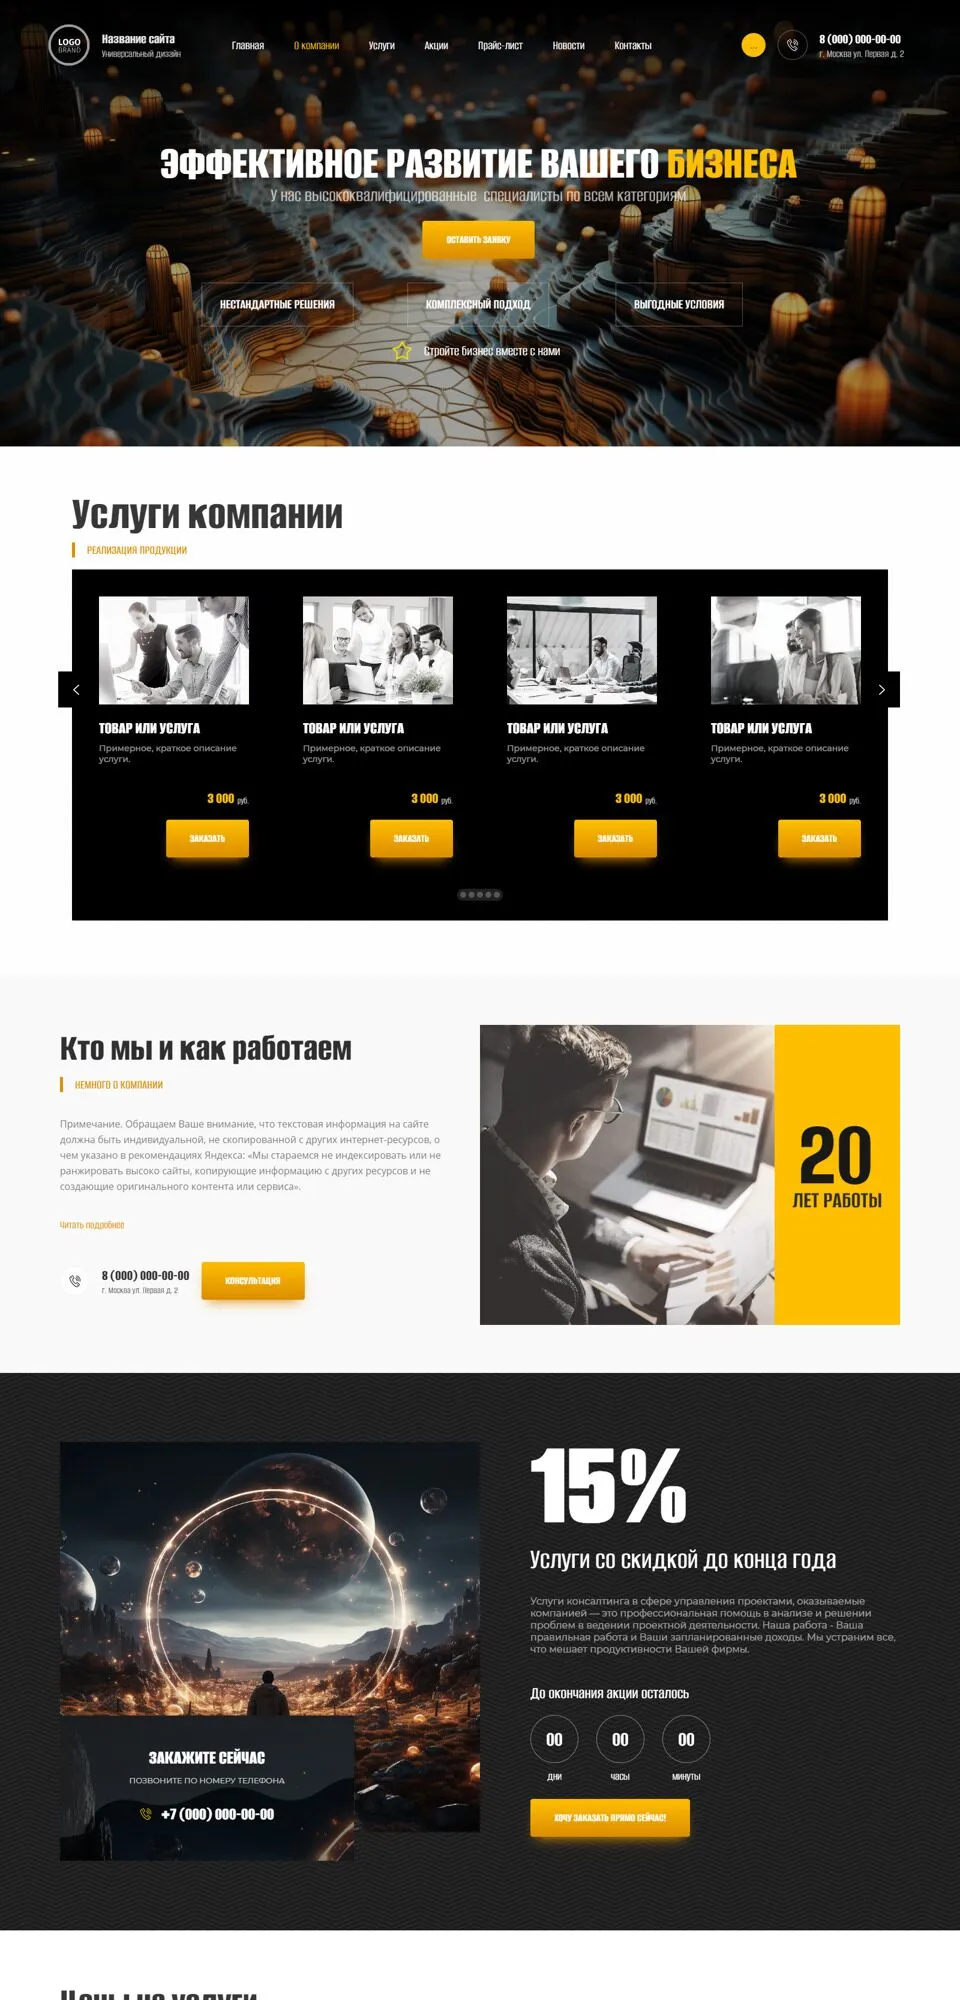 LOGO
BRAND
Название сайта
Универсальный дизайн
Главная
О компании
Услуги
Акции
Прайс-лист
Новости
Контакты
...
8 (000) 000-00-00
г. Москва ул. Первая д. 2
ЭФФЕКТИВНОЕ РАЗВИТИЕ ВАШЕГО БИЗНЕСА
У нас высококвалифицированные специалисты по всем категориям
ОСТАВИТЬ ЗАЯВКУ
НЕСТАНДАРТНЫЕ РЕШЕНИЯ
КОМПЛЕКСНЫЙ ПОДХОД
ВЫГОДНЫЕ УСЛОВИЯ
Стройте бизнес вместе с нами
Услуги компании
РЕАЛИЗАЦИЯ ПРОДУКЦИИ
ТОВАР ИЛИ УСЛУГА
Примерное, краткое описание
услуги.
3 000 руб.
ЗАКАЗАТЬ
ТОВАР ИЛИ УСЛУГА
Примерное, краткое описание
услуги.
3 000 руб.
ЗАКАЗАТЬ
ТОВАР ИЛИ УСЛУГА
Примерное, краткое описание
услуги.
3 000 руб.
ЗАКАЗАТЬ
ТОВАР ИЛИ УСЛУГА
Примерное, краткое описание
услуги.
3 000 руб.
ЗАКАЗАТЬ
Кто мы и как работаем
НЕМНОГО О КОМПАНИИ
Примечание. Обращаем Ваше внимание, что текстовая информация на сайте
должна быть индивидуальной, не скопированной с других интернет-ресурсов, о
чем указано в рекомендациях Яндекса: «Мы стараемся не индексировать или не
ранжировать высоко сайты, копирующие информацию с других ресурсов и не
создающие оригинального контента или сервиса».
Читать подробнее
8 (000) 000-00-00
г. Москва ул. Первая д. 2
КОНСУЛЬТАЦИЯ
20
ЛЕТ РАБОТЫ
15%
Услуги со скидкой до конца года
Услуги консалтинга в сфере управления проектами, оказываемые
компанией — это профессиональная помощь в анализе и решении
проблем в ведении проектной деятельности. Наша работа - Ваша
правильная работа и Ваши запланированные доходы. Мы устраним все,
что мешает продуктивности Вашей фирмы.
До окончания акции осталось
00
00
00
дни
часы
минуты
ХОЧУ ЗАКАЗАТЬ ПРЯМО СЕЙЧАС!
ЗАКАЖИТЕ СЕЙЧАС
ПОЗВОНИТЕ ПО НОМЕРУ ТЕЛЕФОНА
+7 (000) 000-00-00
Цены на услуги